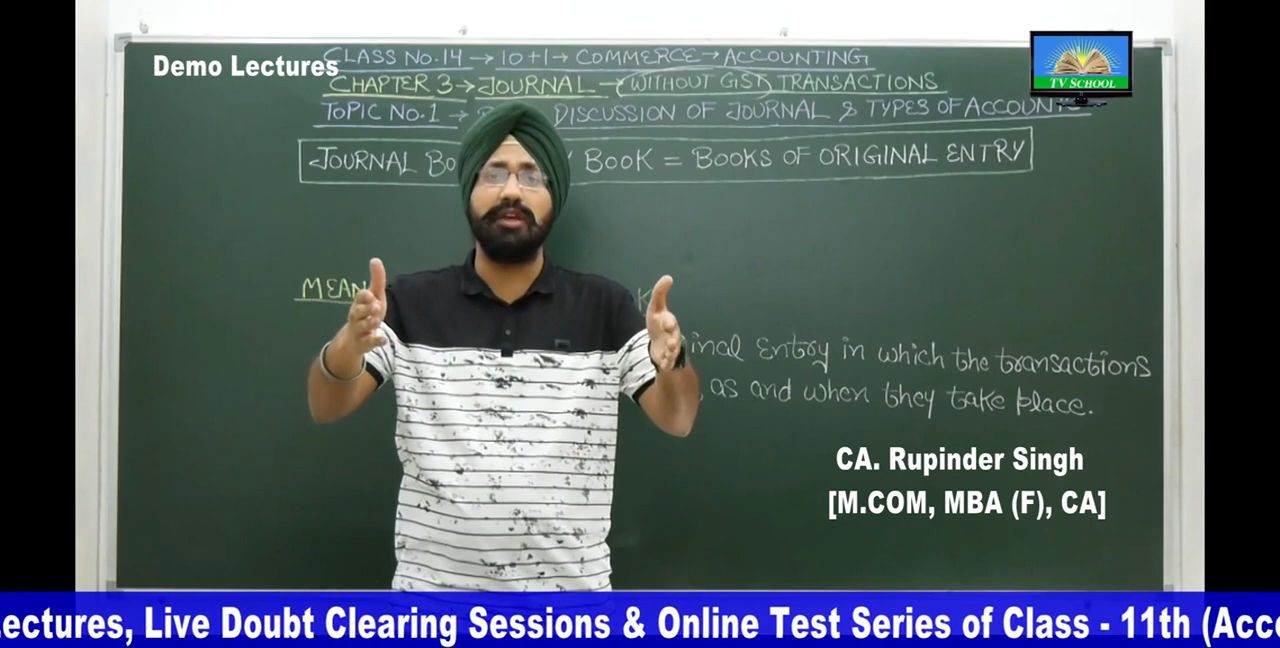 Demo Lectures
CLASS NO.14 → 10+1 → COMMERCE → ACCOUNTING
CHAPTER 3 → JOURNAL → (WITHOUT GST) TRANSACTIONS
TOPIC NO.1 → DISCUSSION OF JOURNAL & TYPES OF ACCOUNTS
TV SCHOOL
JOURNAL BOOK = BOOKS OF ORIGINAL ENTRY
MEAN
inal Entry in which the transactions
, as and when they take place.
CA. Rupinder Singh
[M.COM, MBA (F), CA]
Lectures, Live Doubt Clearing Sessions & Online Test Series of Class - 11th (Acco